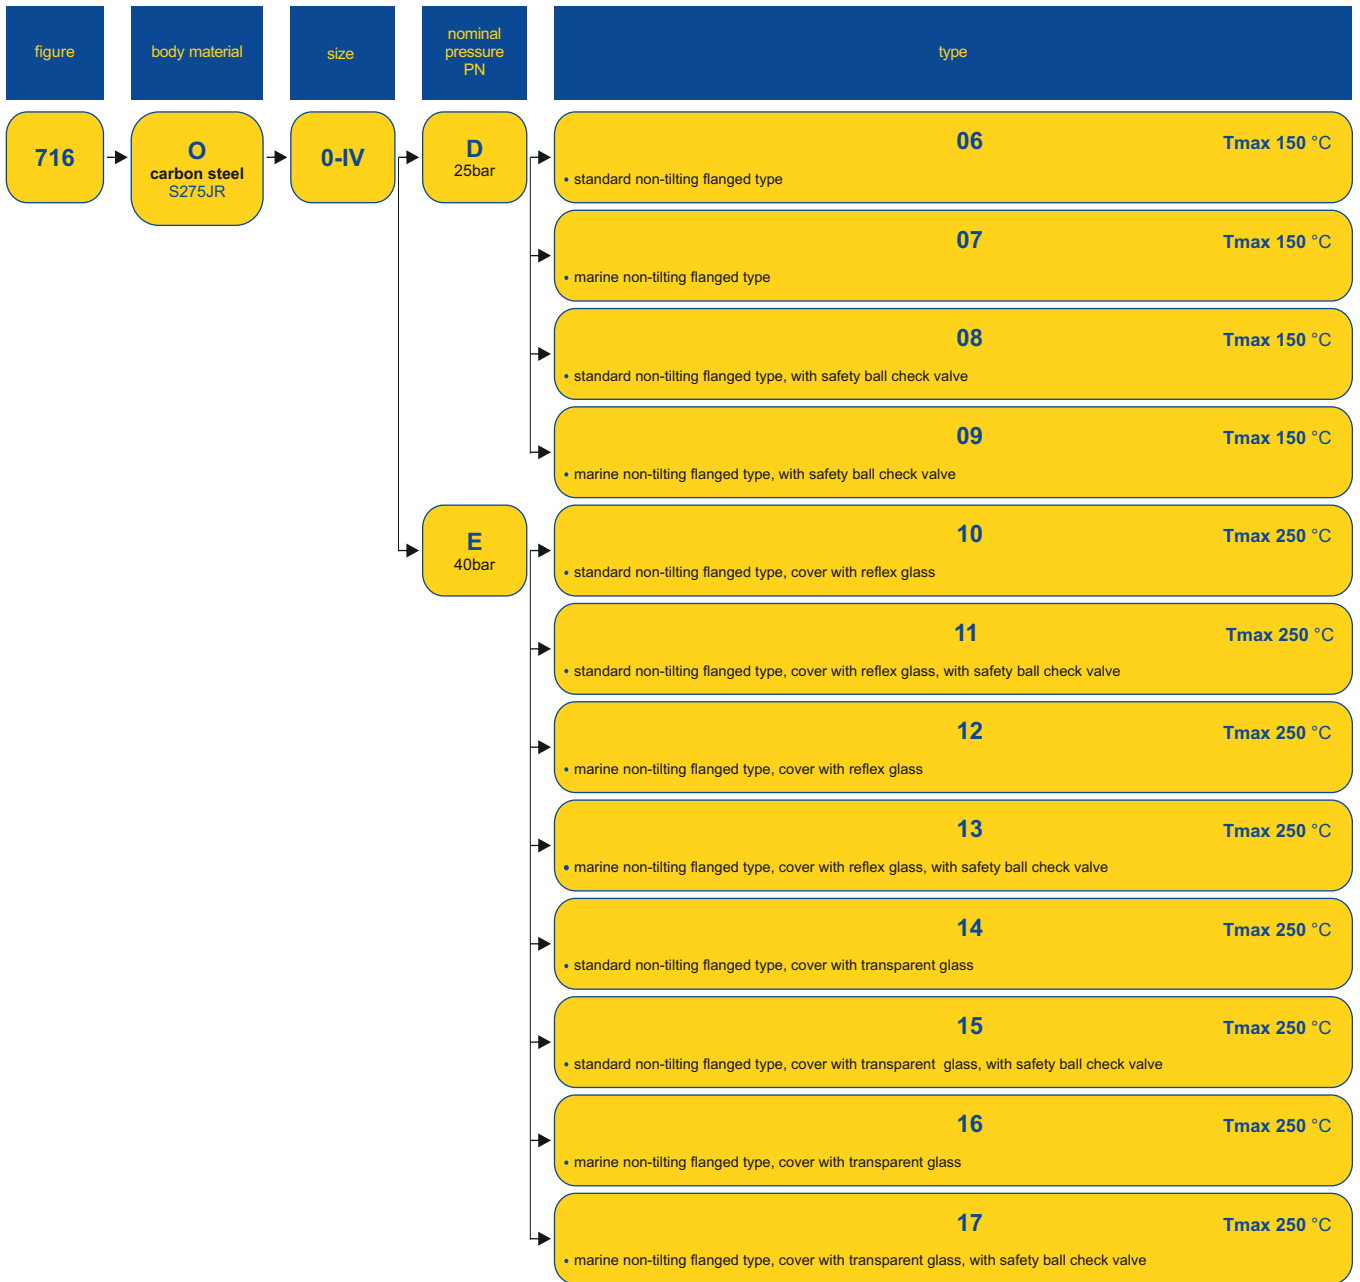 figure
body material
size
nominal
pressure
PN
type
716
O
carbon steel
S275JR
0-IV
D
25bar
06 Tmax 150 °C
• standard non-tilting flanged type
07 Tmax 150 °C
• marine non-tilting flanged type
08 Tmax 150 °C
• standard non-tilting flanged type, with safety ball check valve
09 Tmax 150 °C
• marine non-tilting flanged type, with safety ball check valve
E
40bar
10 Tmax 250 °C
• standard non-tilting flanged type, cover with reflex glass
11 Tmax 250 °C
• standard non-tilting flanged type, cover with reflex glass, with safety ball check valve
12 Tmax 250 °C
• marine non-tilting flanged type, cover with reflex glass
13 Tmax 250 °C
• marine non-tilting flanged type, cover with reflex glass, with safety ball check valve
14 Tmax 250 °C
• standard non-tilting flanged type, cover with transparent glass
15 Tmax 250 °C
• standard non-tilting flanged type, cover with transparent  glass, with safety ball check valve
16 Tmax 250 °C
• marine non-tilting flanged type, cover with transparent glass
17 Tmax 250 °C
• marine non-tilting flanged type, cover with transparent glass, with safety ball check valve